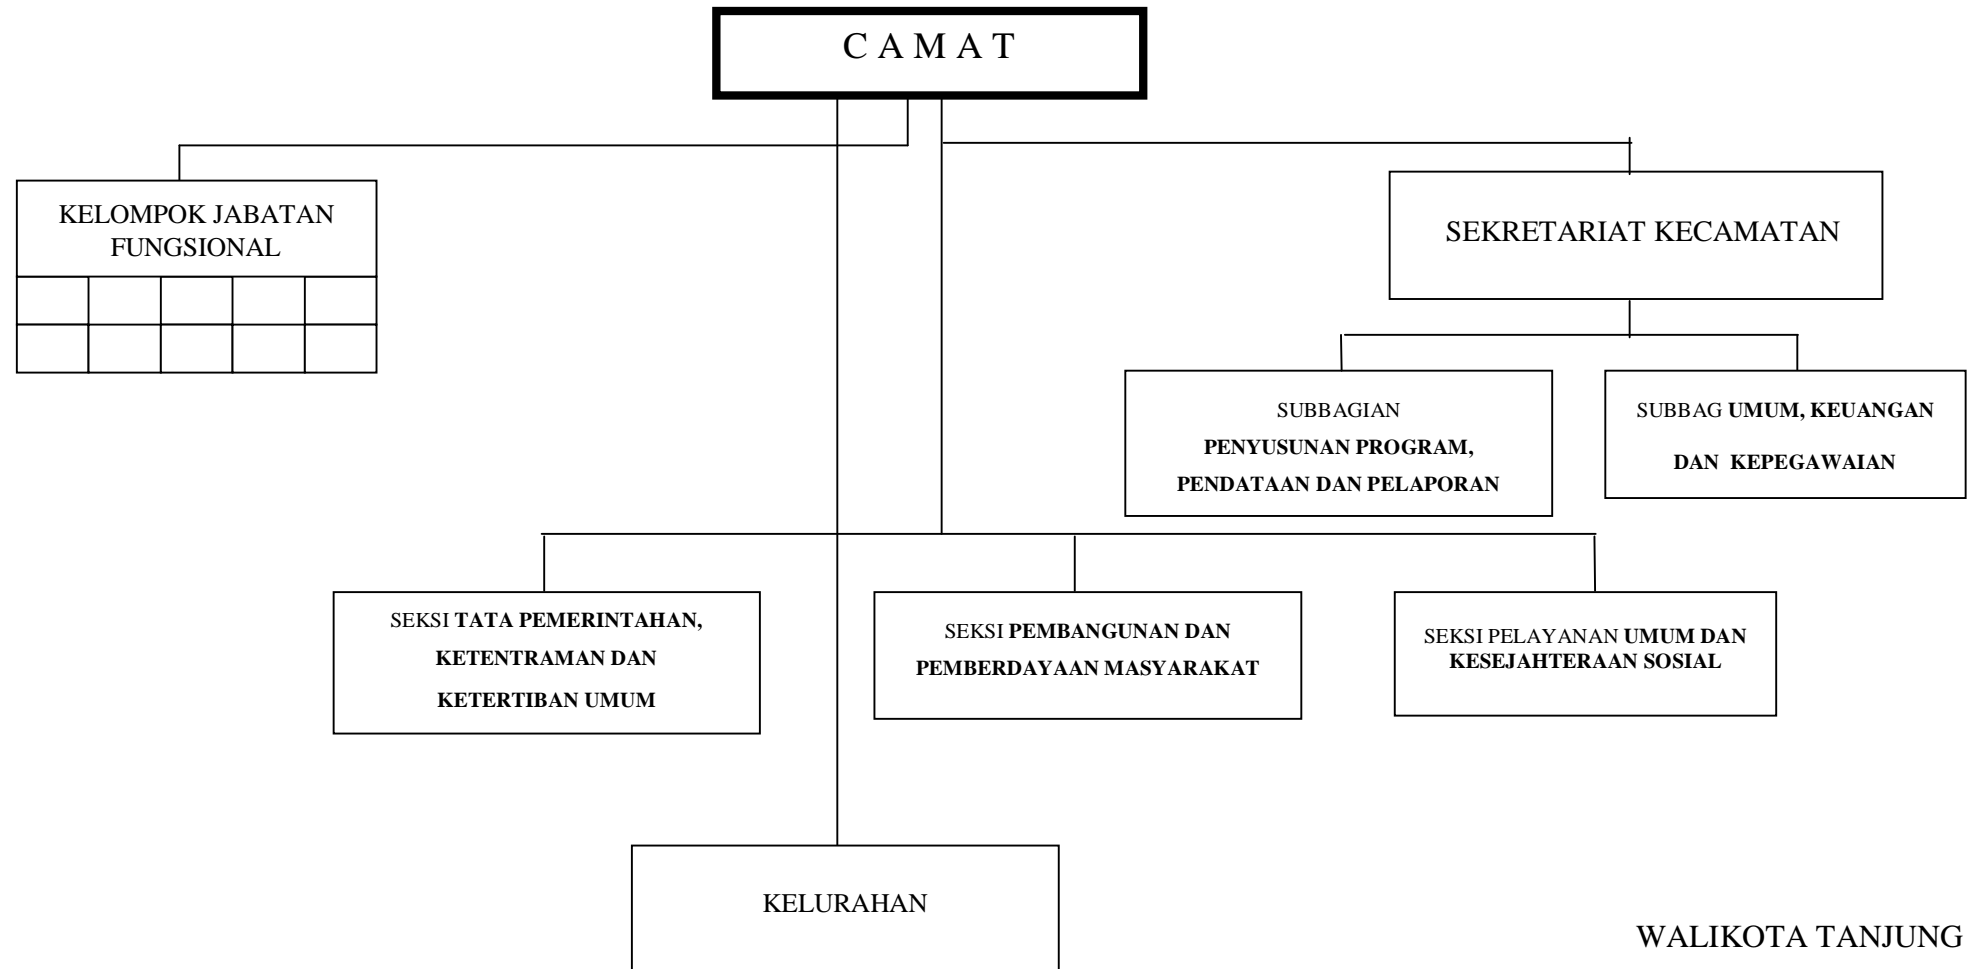 C A M A T
KELOMPOK JABATAN
FUNGSIONAL
SEKRETARIAT KECAMATAN
SUBBAGIAN
PENYUSUNAN PROGRAM,
PENDATAAN DAN PELAPORAN
SUBBAG UMUM, KEUANGAN
DAN KEPEGAWAIAN
SEKSI TATA PEMERINTAHAN,
KETENTRAMAN DAN
KETERTIBAN UMUM
SEKSI PEMBANGUNAN DAN
PEMBERDAYAAN MASYARAKAT
SEKSI PELAYANAN UMUM DAN
KESEJAHTERAAN SOSIAL
KELURAHAN
WALIKOTA TANJUNG